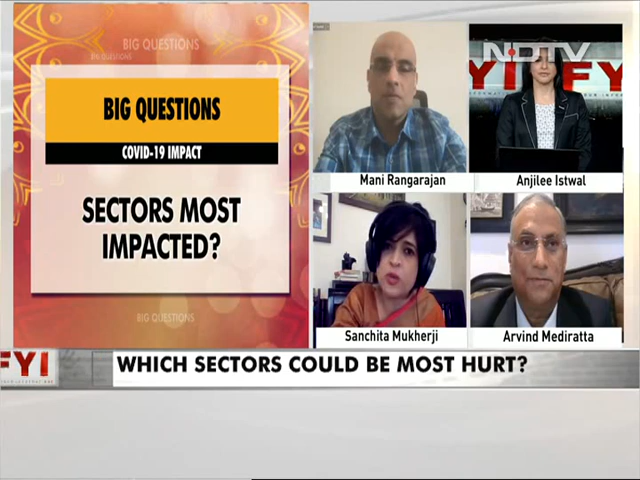 BIG QUESTIONS
BIG QUESTIONS
BIG QUESTIONS
COVID-19 IMPACT
SECTORS MOST
IMPACTED?
BIG QUESTIONS
NDTV
FYI
Mani Rangarajan
Anjilee Istwal
Sanchita Mukherji
Arvind Mediratta
FYI
WHICH SECTORS COULD BE MOST HURT?